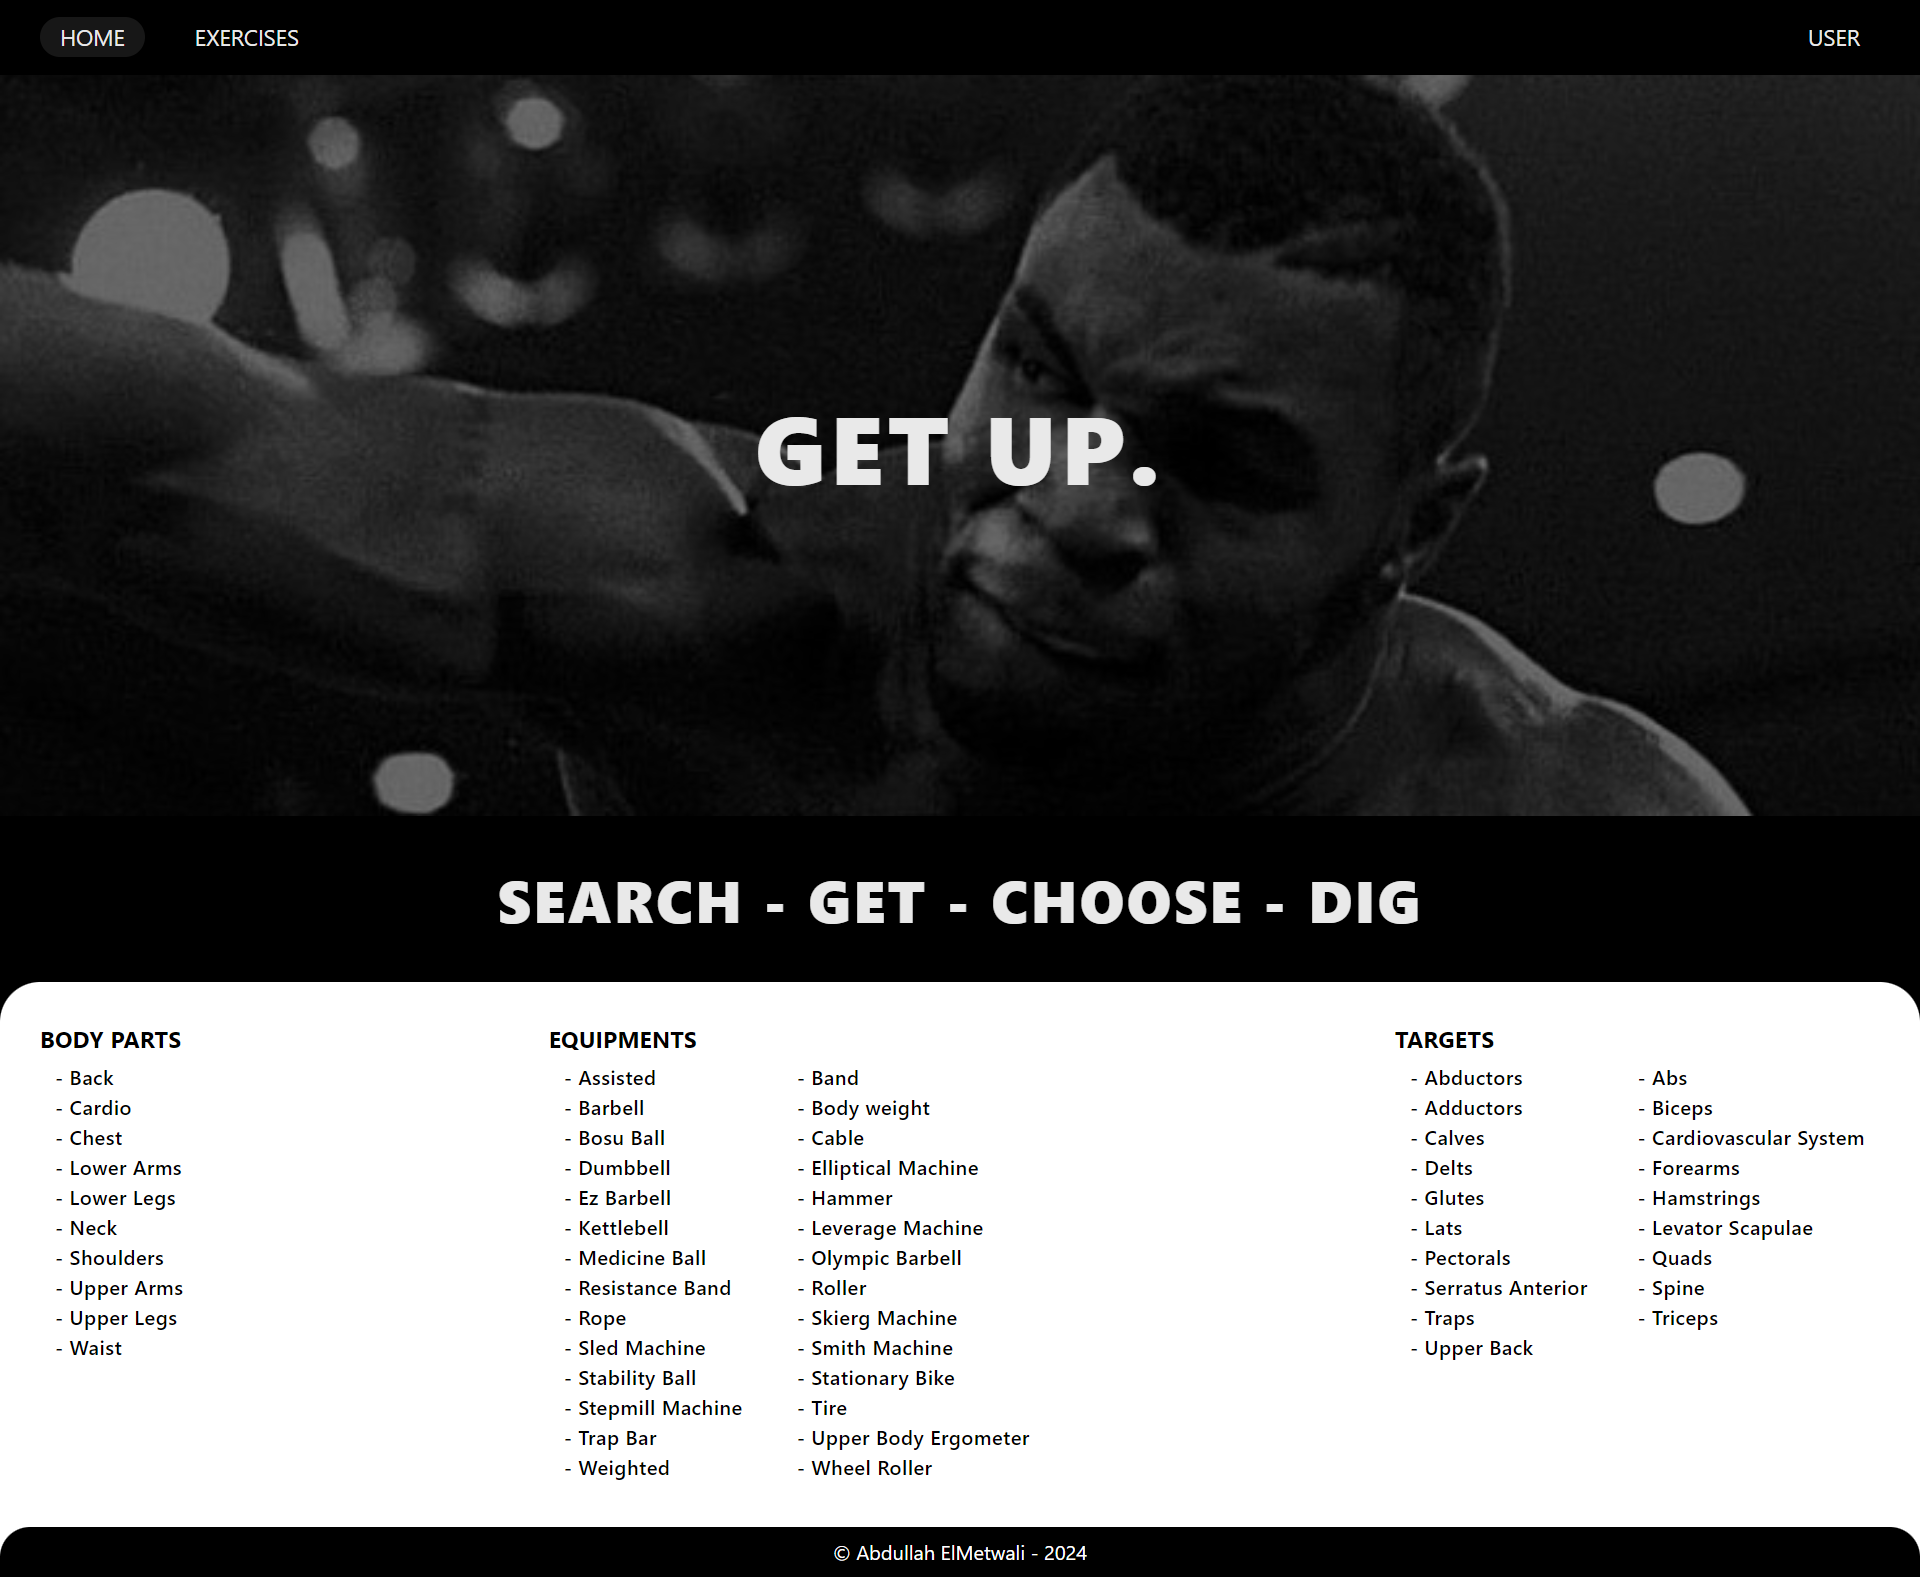 HOME EXERCISES USER
GET UP.
SEARCH - GET - CHOOSE - DIG
BODY PARTS
- Back
- Cardio
- Chest
- Lower Arms
- Lower Legs
- Neck
- Shoulders
- Upper Arms
- Upper Legs
- Waist
EQUIPMENTS
- Assisted - Band
- Barbell - Body weight
- Bosu Ball - Cable
- Dumbbell - Elliptical Machine
- Ez Barbell - Hammer
- Kettlebell - Leverage Machine
- Medicine Ball - Olympic Barbell
- Resistance Band - Roller
- Rope - Skierg Machine
- Sled Machine - Smith Machine
- Stability Ball - Stationary Bike
- Stepmill Machine - Tire
- Trap Bar - Upper Body Ergometer
- Weighted - Wheel Roller
TARGETS
- Abductors - Abs
- Adductors - Biceps
- Calves - Cardiovascular System
- Delts - Forearms
- Glutes - Hamstrings
- Lats - Levator Scapulae
- Pectorals - Quads
- Serratus Anterior - Spine
- Traps - Triceps
- Upper Back
© Abdullah ElMetwali - 2024